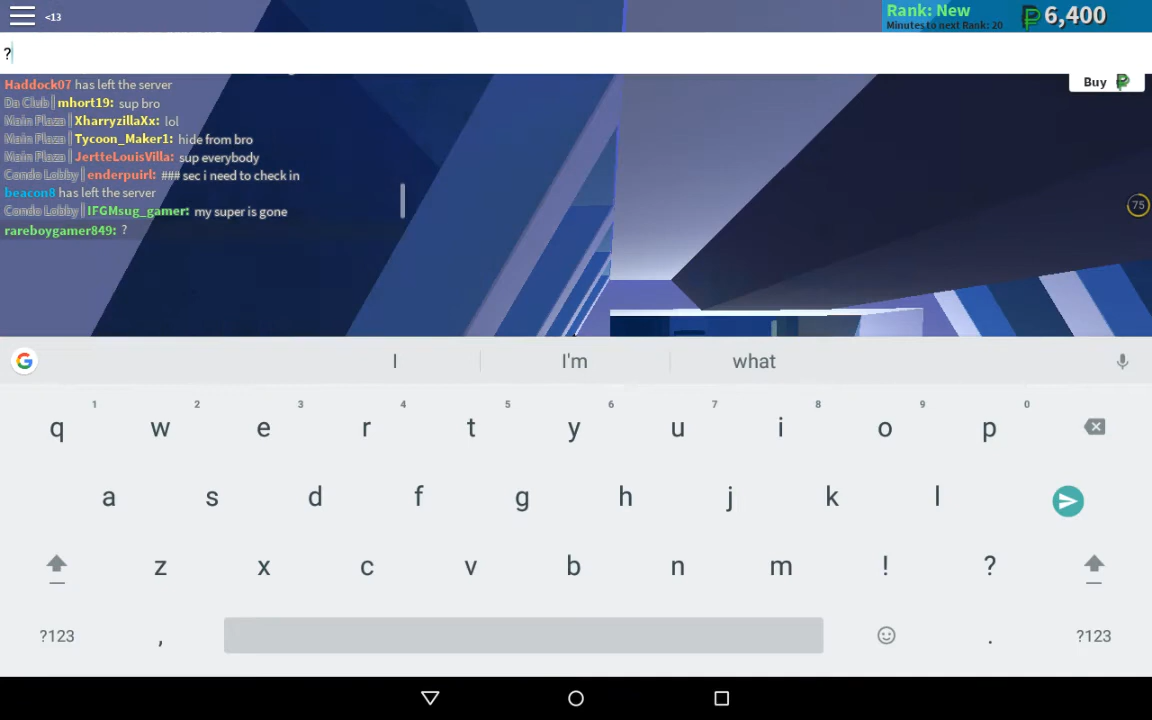 <13
Rank: New
Minutes to next Rank: 20
6,400
?
Buy
Haddock07 has left the server
Da Club| mhort19: sup bro
Main Plaza| XharryzillaXx: lol
Main Plaza| Tycoon_Maker1: hide from bro
Main Plaza| JertteLouisVilla: sup everybody
Condo Lobby| enderpuirl: ### sec i need to check in
beacon8 has left the server
Condo Lobby| IFGMsug_gamer: my super is gone
rareboygamer849: ?
75
G I I'm what
1 2 3 4 5 6 7 8 9 0
q w e r t y u i o p
a s d f g h j k l
z x c v b n m ! ?
?123 , . ?123